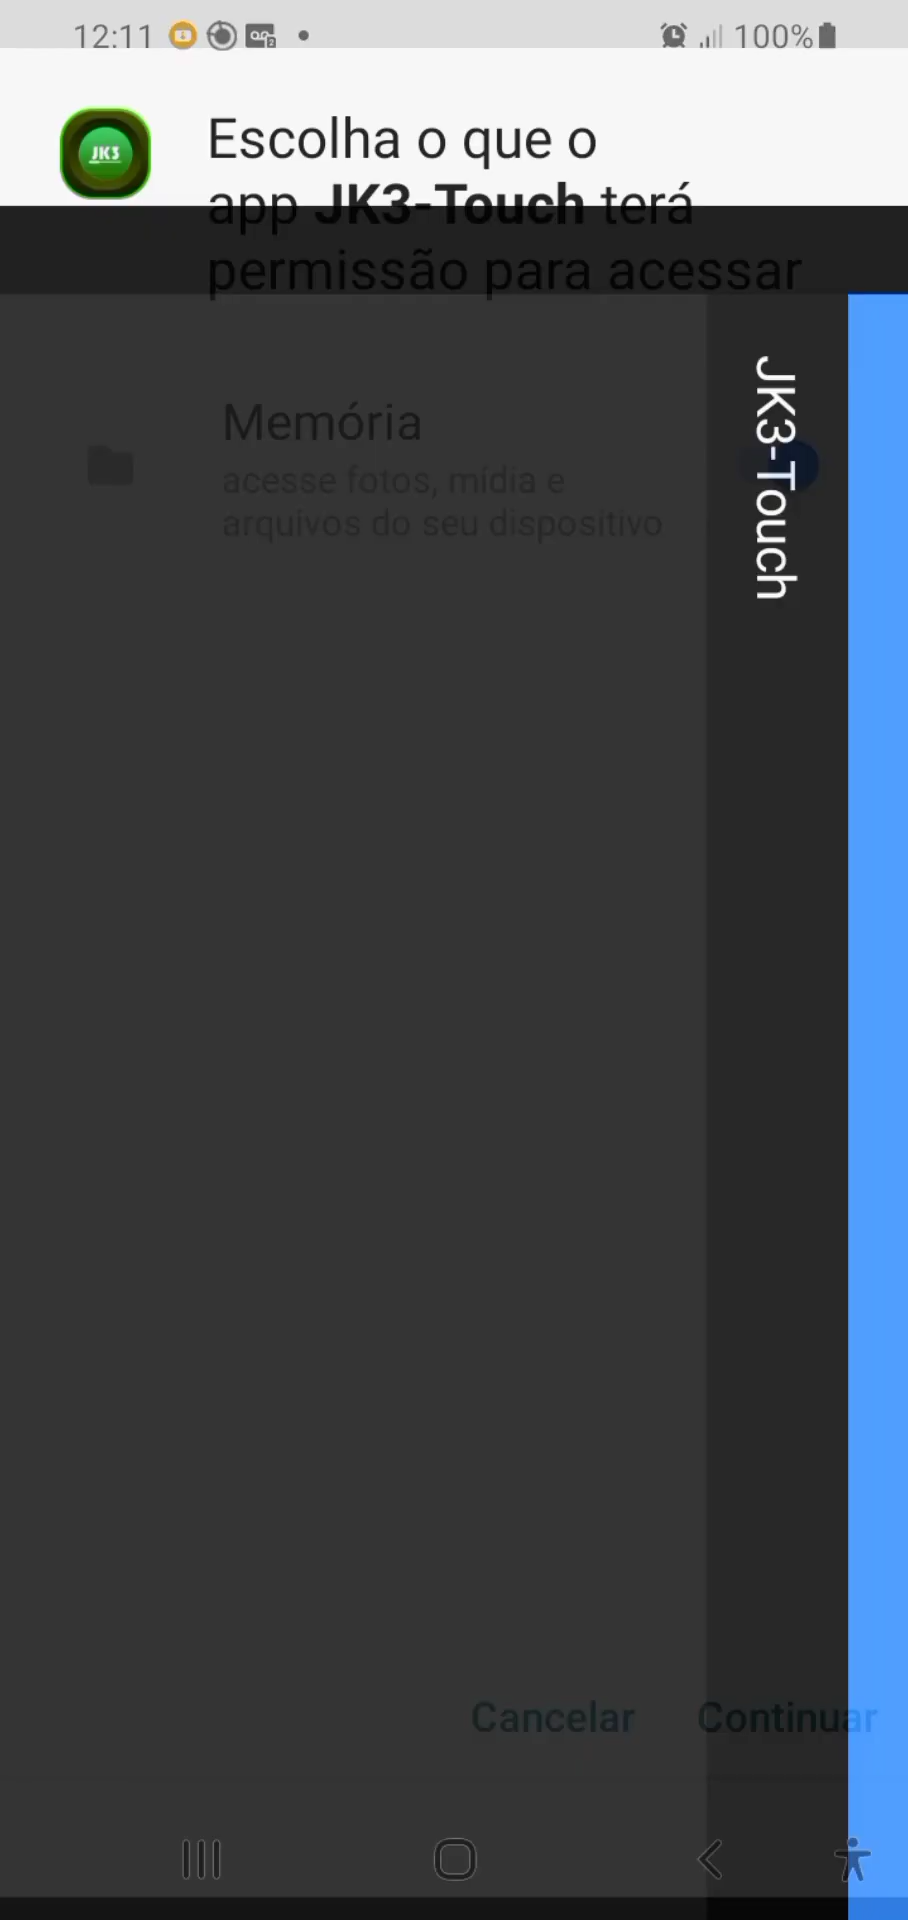 12:11
100%
JK3
Escolha o que o
app JK3-Touch terá
permissão para acessar
JK3-Touch
Memória
acesse fotos, mídia e
arquivos do seu dispositivo
Cancelar Continuar